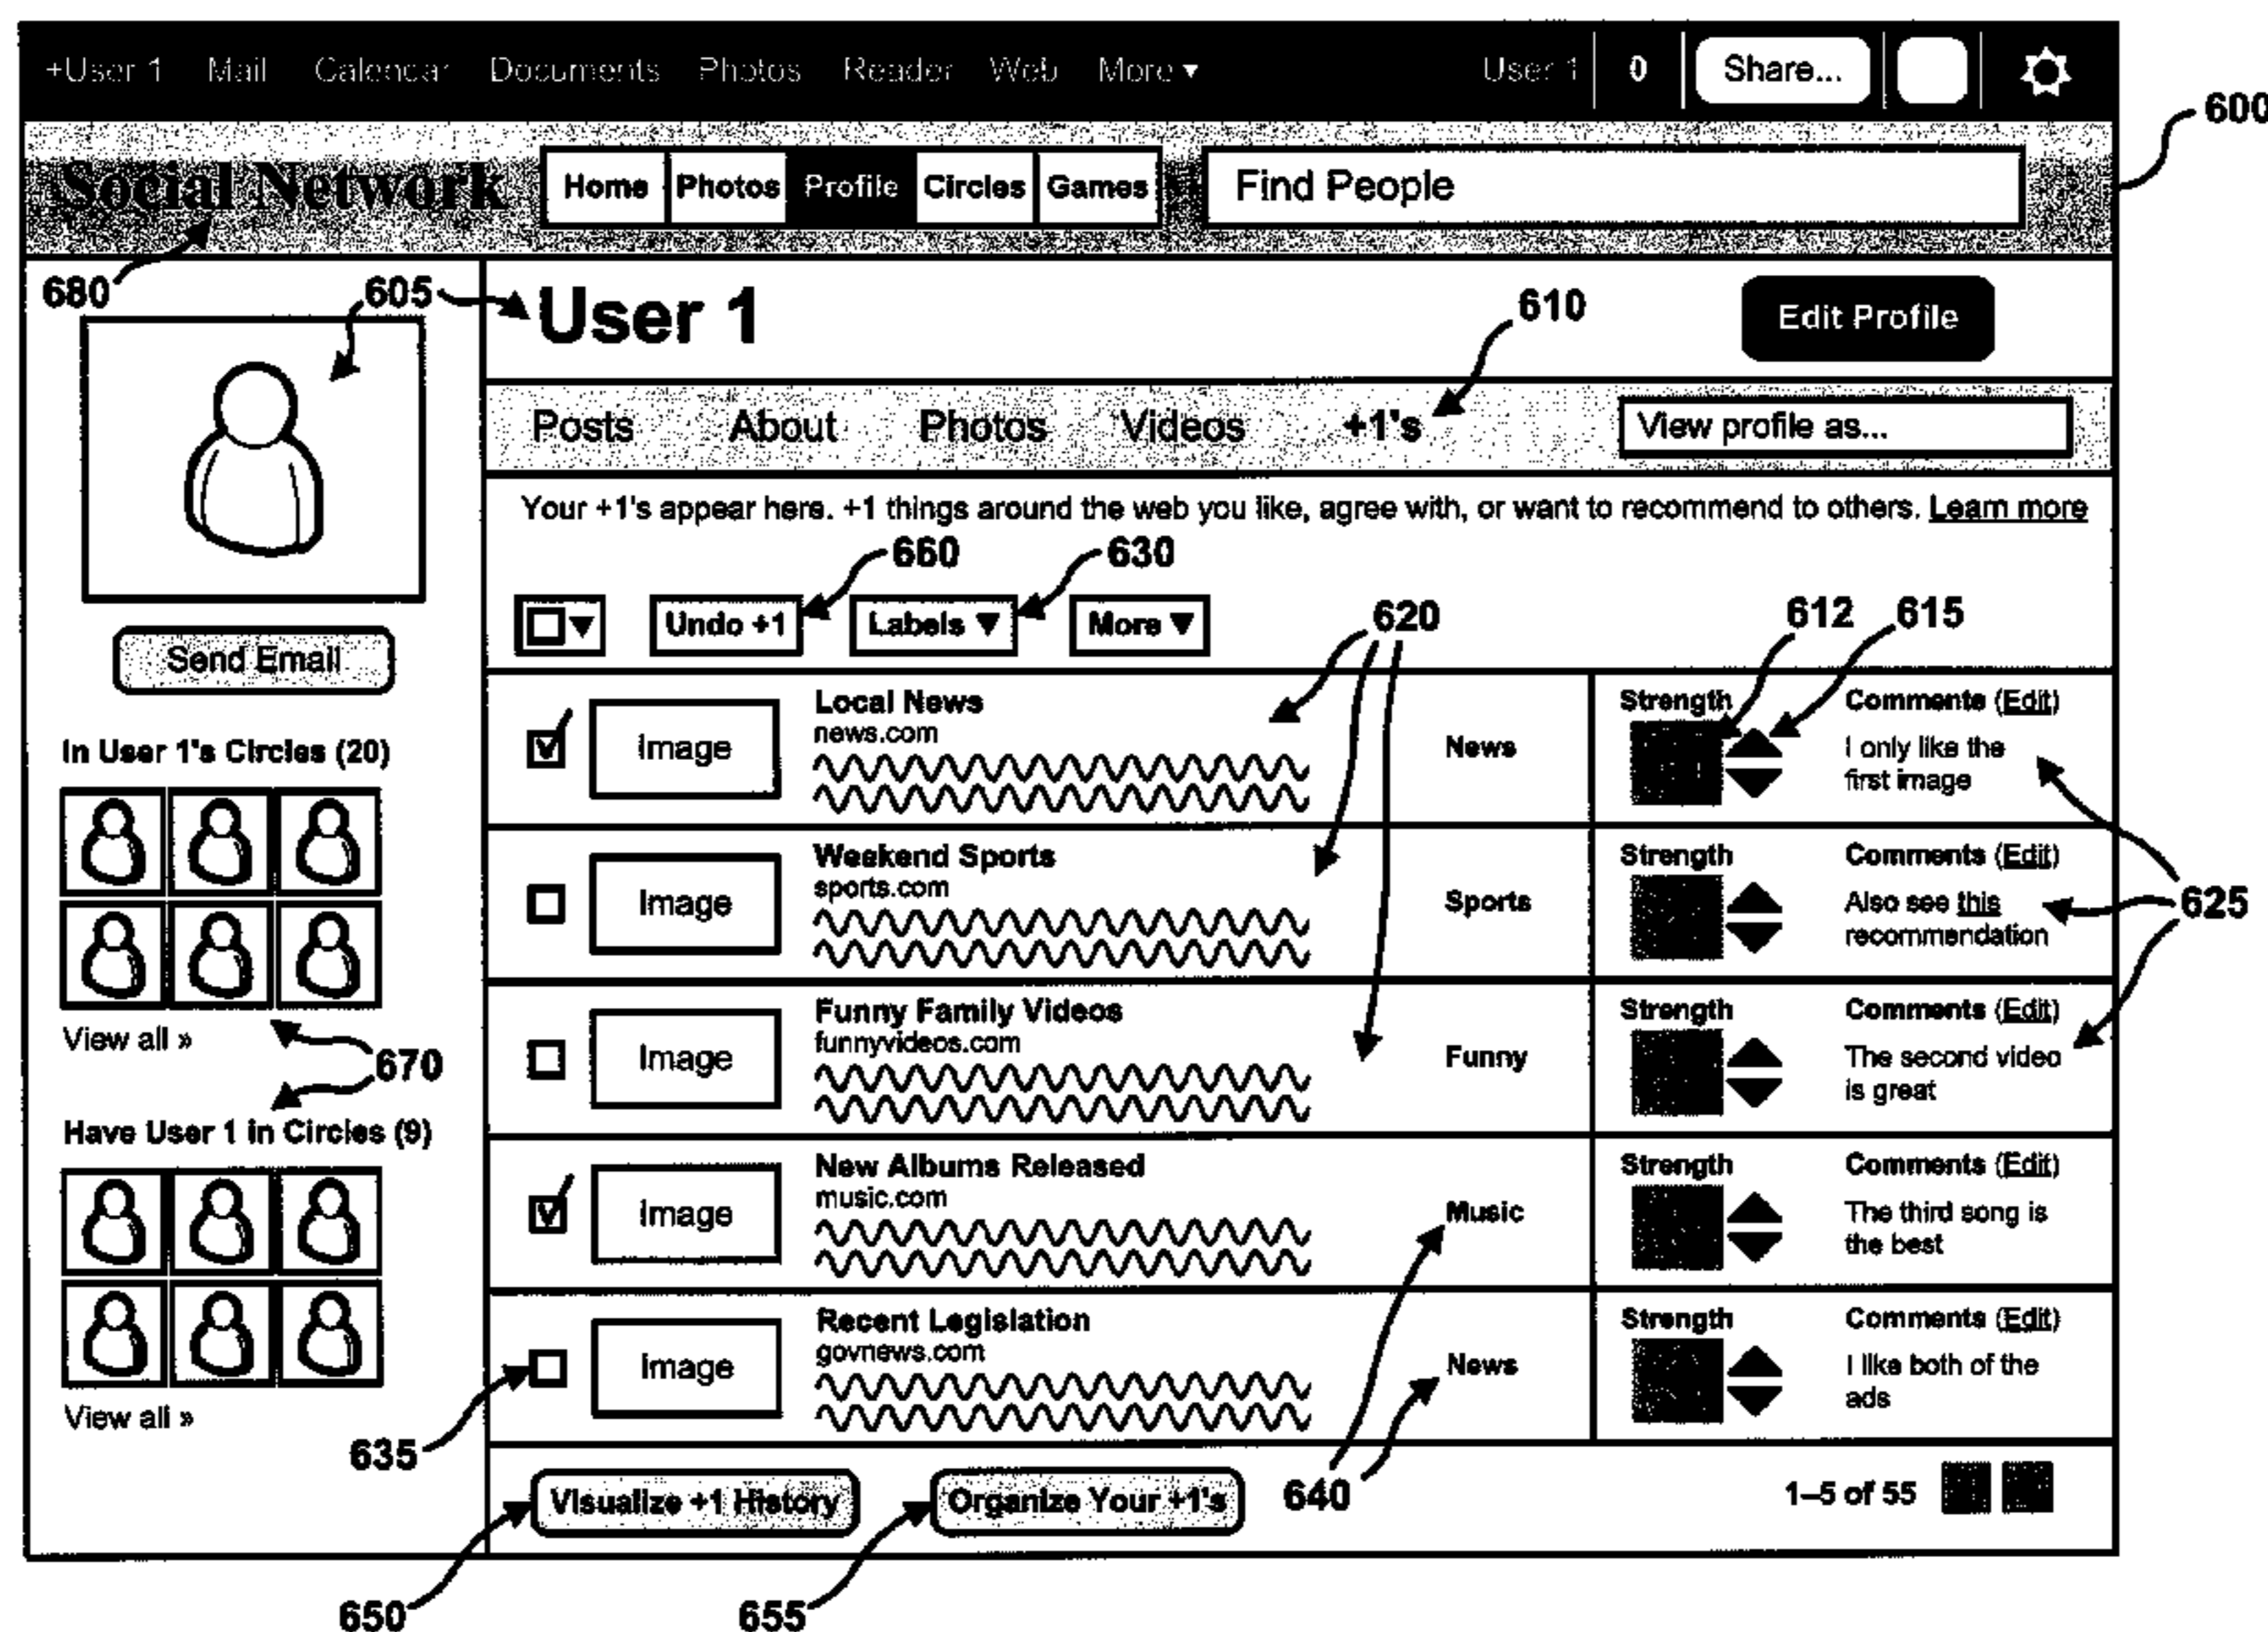 +User 1 Mail Calendar Documents Photos Reader Web More ▾ User 1 0 Share...
600
Social Network Home Photos Profile Circles Games Find People
680
605
User 1
610
Edit Profile
Posts About Photos Videos +1's View profile as...
Your +1's appear here. +1 things around the web you like, agree with, or want to recommend to others. Learn more
660 630
Undo +1 Labels ▼ More ▼
620
612 615
Send Email
In User 1's Circles (20)
View all »
670
Have User 1 in Circles (9)
View all »
Image
Local News
news.com
News
Strength
Comments (Edit)
I only like the
first image
Image
Weekend Sports
sports.com
Sports
Strength
Comments (Edit)
Also see this
recommendation
625
Image
Funny Family Videos
funnyvideos.com
Funny
Strength
Comments (Edit)
The second video
is great
Image
New Albums Released
music.com
Music
Strength
Comments (Edit)
The third song is
the best
Image
Recent Legislation
govnews.com
News
Strength
Comments (Edit)
I like both of the
ads
635
Visualize +1 History Organize Your +1's 640 1–5 of 55
650 655